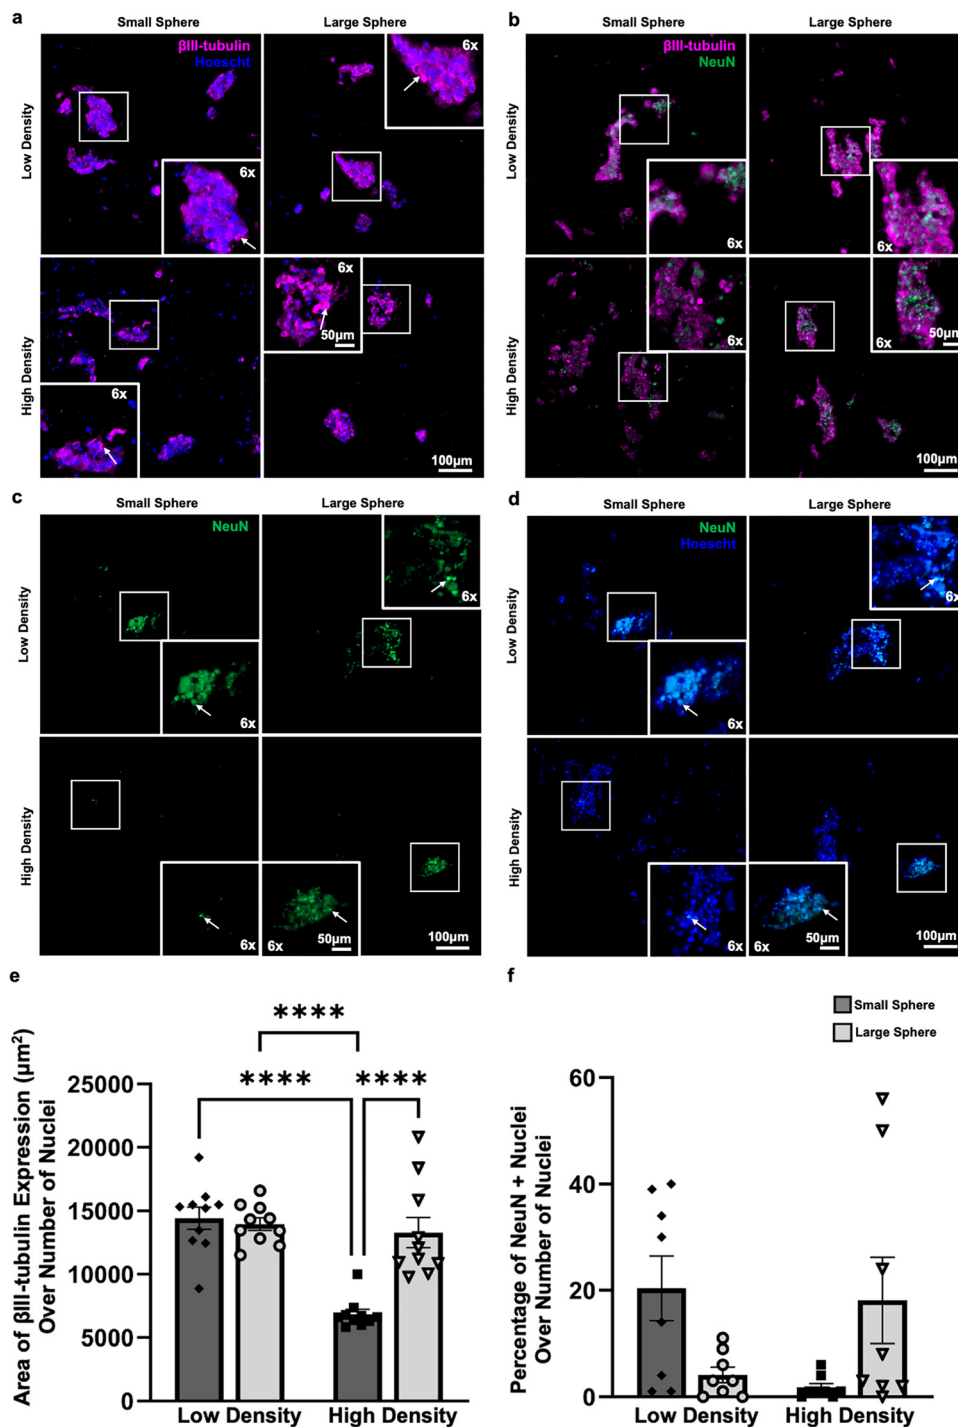 a
Small Sphere
Large Sphere
Low Density
High Density
βIII-tubulin
Hoescht
6x
6x
6x
6x
50µm
100µm
b
Small Sphere
Large Sphere
Low Density
High Density
βIII-tubulin
NeuN
6x
6x
6x
6x
50µm
100µm
c
Small Sphere
Large Sphere
Low Density
High Density
NeuN
6x
6x
6x
6x
50µm
100µm
d
Small Sphere
Large Sphere
Low Density
High Density
NeuN
Hoescht
6x
6x
6x
6x
50µm
100µm
e
Area of βIII-tubulin Expression (µm²)
Over Number of Nuclei
25000
20000
15000
10000
5000
0
****
****
****
Low Density
High Density
f
Small Sphere
Large Sphere
Percentage of NeuN + Nuclei
Over Number of Nuclei
60
40
20
0
Low Density
High Density